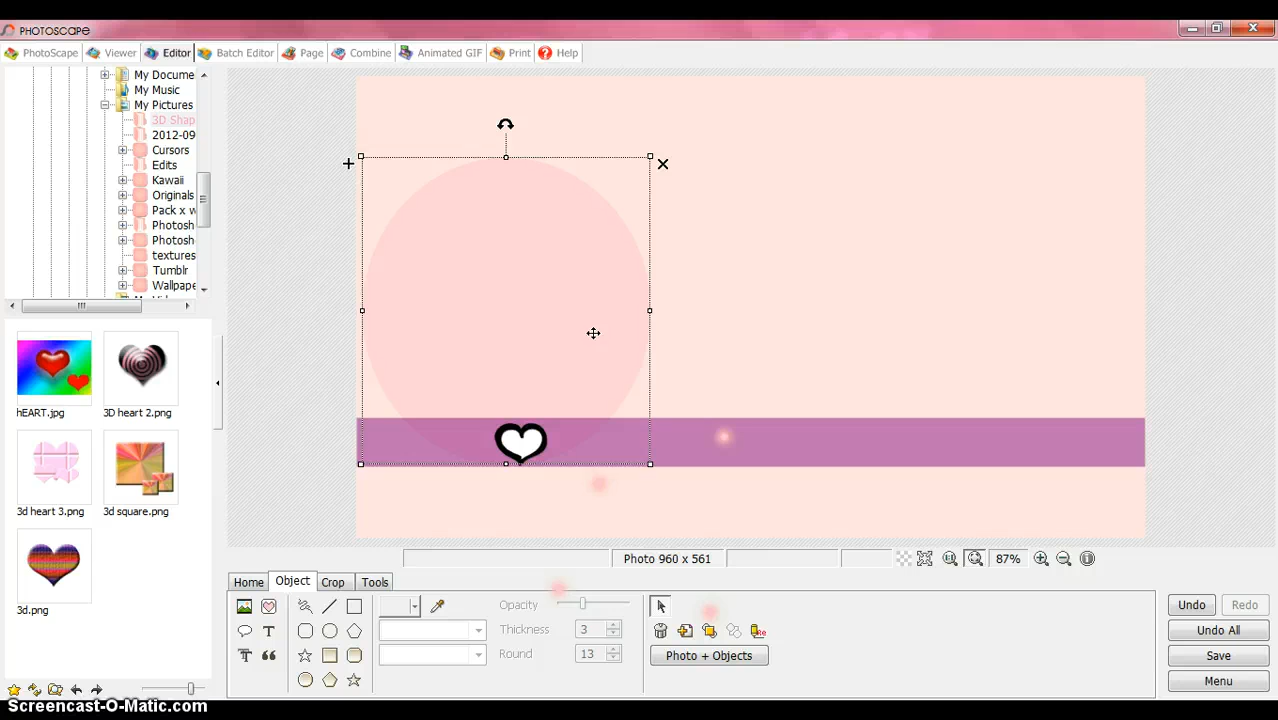 PHOTOSCAPE
PhotoScape Viewer Editor Batch Editor Page Combine Animated GIF Print Help
My Docume
My Music
My Pictures
3D Shap
2012-09
Cursors
Edits
Kawaii
Originals
Pack x w
Photosh
Photosh
textures
Tumblr
Wallpape
hEART.jpg 3D heart 2.png
3d heart 3.png 3d square.png
3d.png
Photo 960 x 561 87%
Home Object Crop Tools
Opacity
Thickness 3
Round 13
Photo + Objects
Undo Redo
Undo All
Save
Menu
Screencast-O-Matic.com